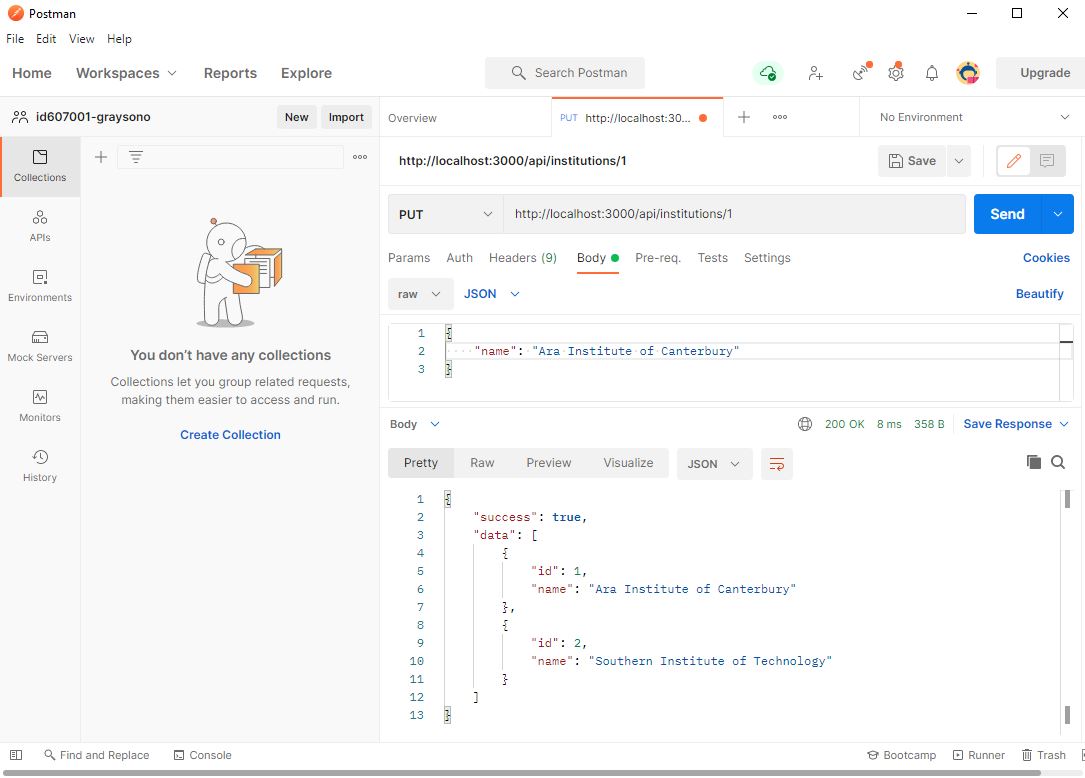 Postman
File Edit View Help
Home Workspaces Reports Explore Search Postman Upgrade
id607001-graysono New Import Overview PUT http://localhost:30... No Environment
Collections
APIs
Environments
Mock Servers
Monitors
History
You don't have any collections
Collections let you group related requests,
making them easier to access and run.
Create Collection
http://localhost:3000/api/institutions/1 Save
PUT http://localhost:3000/api/institutions/1 Send
Params Auth Headers (9) Body Pre-req. Tests Settings Cookies
raw JSON Beautify
1 {
2 "name": "Ara Institute of Canterbury"
3 }
Body 200 OK 8 ms 358 B Save Response
Pretty Raw Preview Visualize JSON
1 {
2 "success": true,
3 "data": [
4 {
5 "id": 1,
6 "name": "Ara Institute of Canterbury"
7 },
8 {
9 "id": 2,
10 "name": "Southern Institute of Technology"
11 }
12 ]
13 }
Find and Replace Console Bootcamp Runner Trash